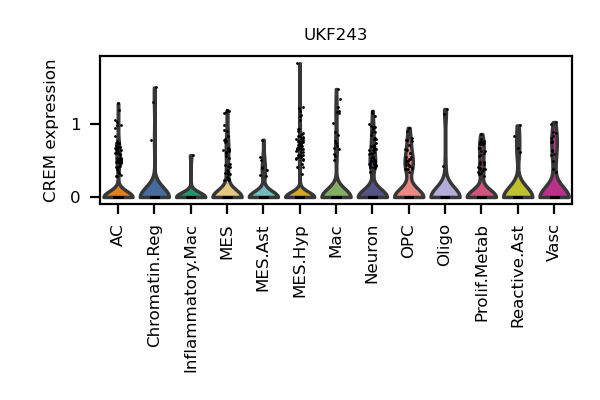 UKF243
CREM expression
1
0
AC
Chromatin.Reg
Inflammatory.Mac
MES
MES.Ast
MES.Hyp
Mac
Neuron
OPC
Oligo
Prolif.Metab
Reactive.Ast
Vasc